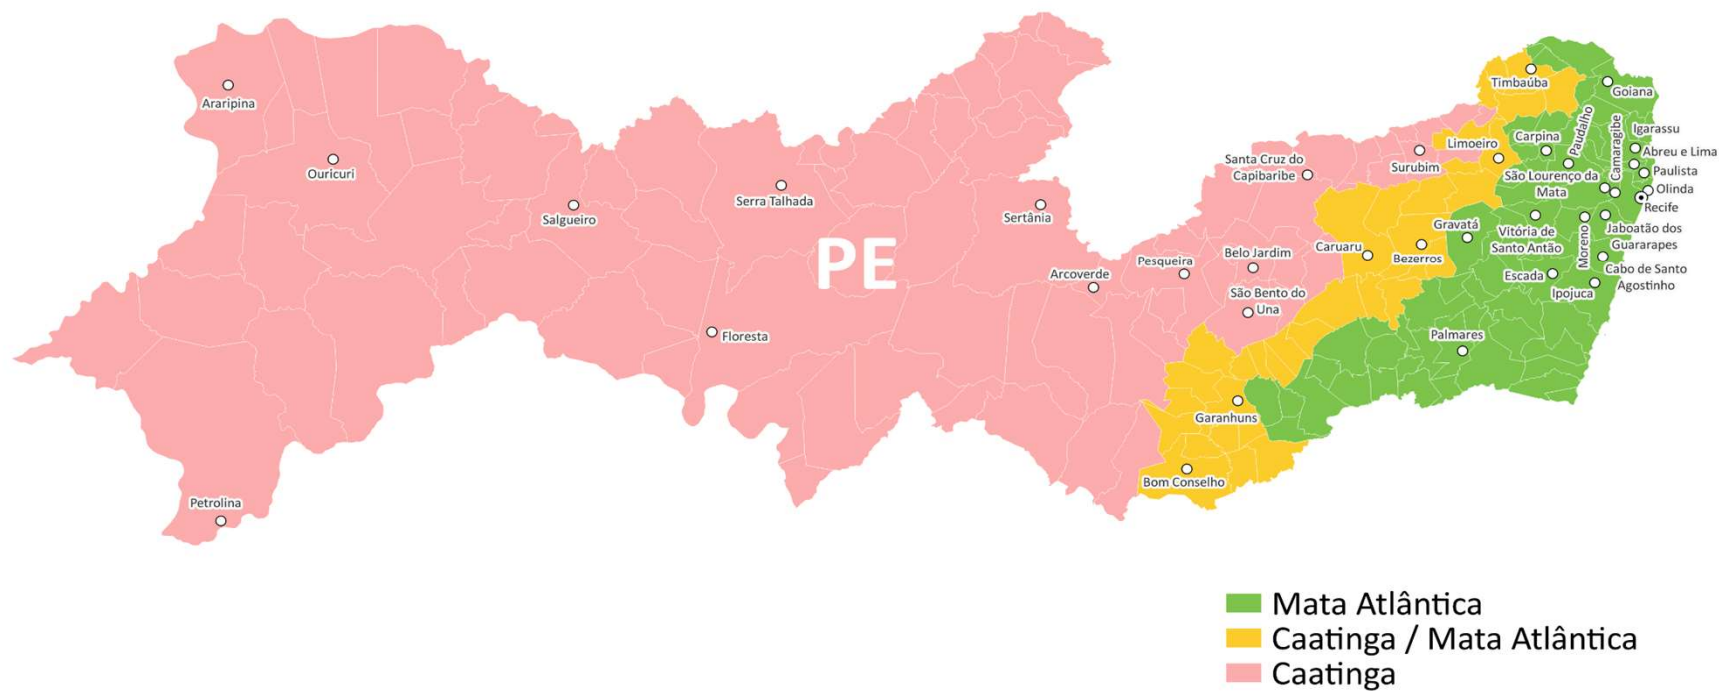 Araripina
Ouricuri
Salgueiro
Serra Talhada
Sertânia
PE
Floresta
Petrolina
Arcoverde
Pesqueira
Belo Jardim
São Bento do
Una
Santa Cruz do
Capibaribe
Surubim
Limoeiro
Timbaúba
Caruaru
Bezerros
Gravatá
Garanhuns
Bom Conselho
Palmares
Goiana
Carpina
Paudalho
Camaragibe
Igarassu
Abreu e Lima
Paulista
Olinda
Recife
São Lourenço da
Mata
Vitória de
Santo Antão
Moreno
Jaboatão dos
Guararapes
Escada
Cabo de Santo
Agostinho
Ipojuca
Mata Atlântica
Caatinga / Mata Atlântica
Caatinga